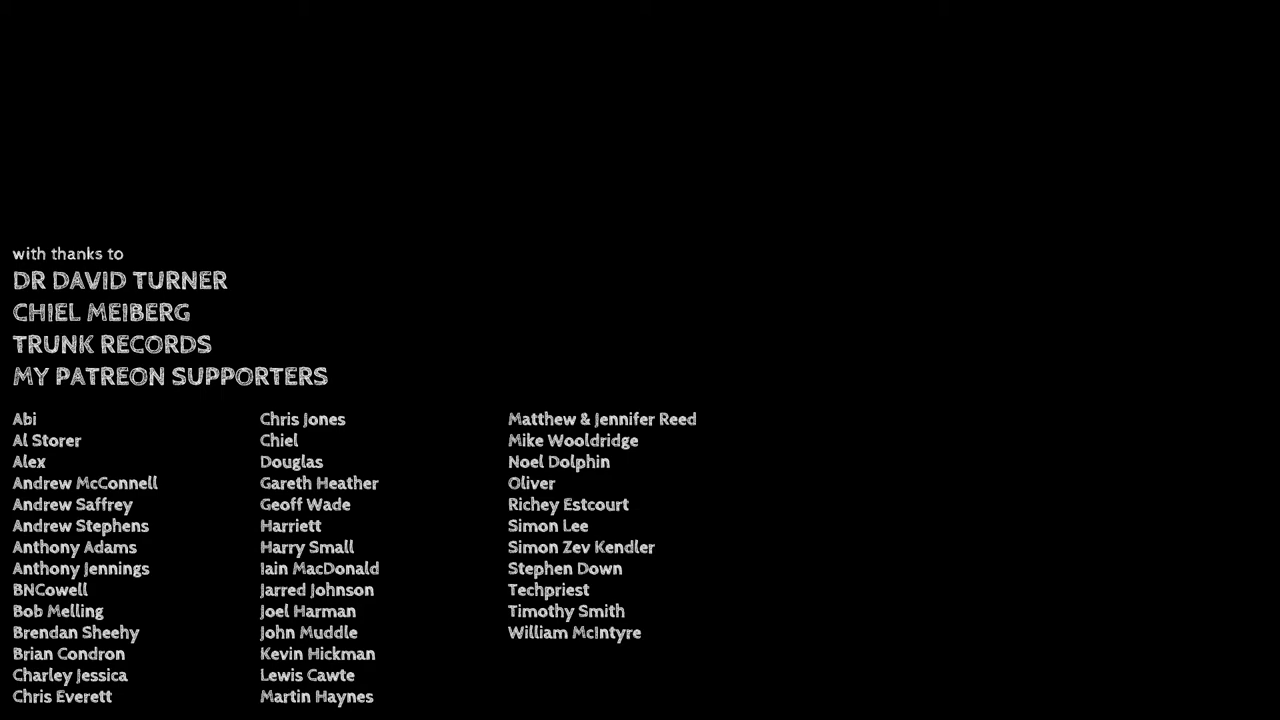 with thanks to
DR DAVID TURNER
CHIEL MEIBERG
TRUNK RECORDS
MY PATREON SUPPORTERS
Abi
Al Storer
Alex
Andrew McConnell
Andrew Saffrey
Andrew Stephens
Anthony Adams
Anthony Jennings
BNCowell
Bob Melling
Brendan Sheehy
Brian Condron
Charley Jessica
Chris Everett
Chris Jones
Chiel
Douglas
Gareth Heather
Geoff Wade
Harriett
Harry Small
Iain MacDonald
Jarred Johnson
Joel Harman
John Muddle
Kevin Hickman
Lewis Cawte
Martin Haynes
Matthew & Jennifer Reed
Mike Wooldridge
Noel Dolphin
Oliver
Richey Estcourt
Simon Lee
Simon Zev Kendler
Stephen Down
Techpriest
Timothy Smith
William McIntyre